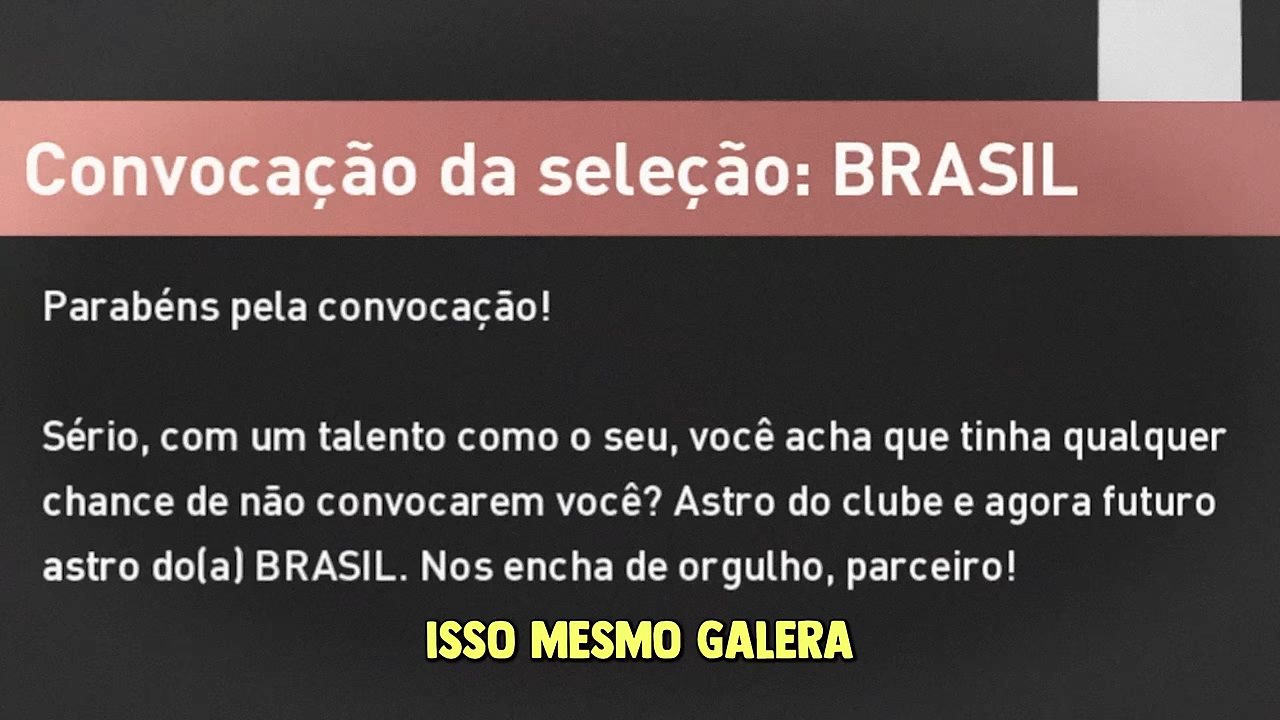 Convocação da seleção: BRASIL
Parabéns pela convocação!
Sério, com um talento como o seu, você acha que tinha qualquer
chance de não convocarem você? Astro do clube e agora futuro
astro do(a) BRASIL. Nos encha de orgulho, parceiro!
ISSO MESMO GALERA